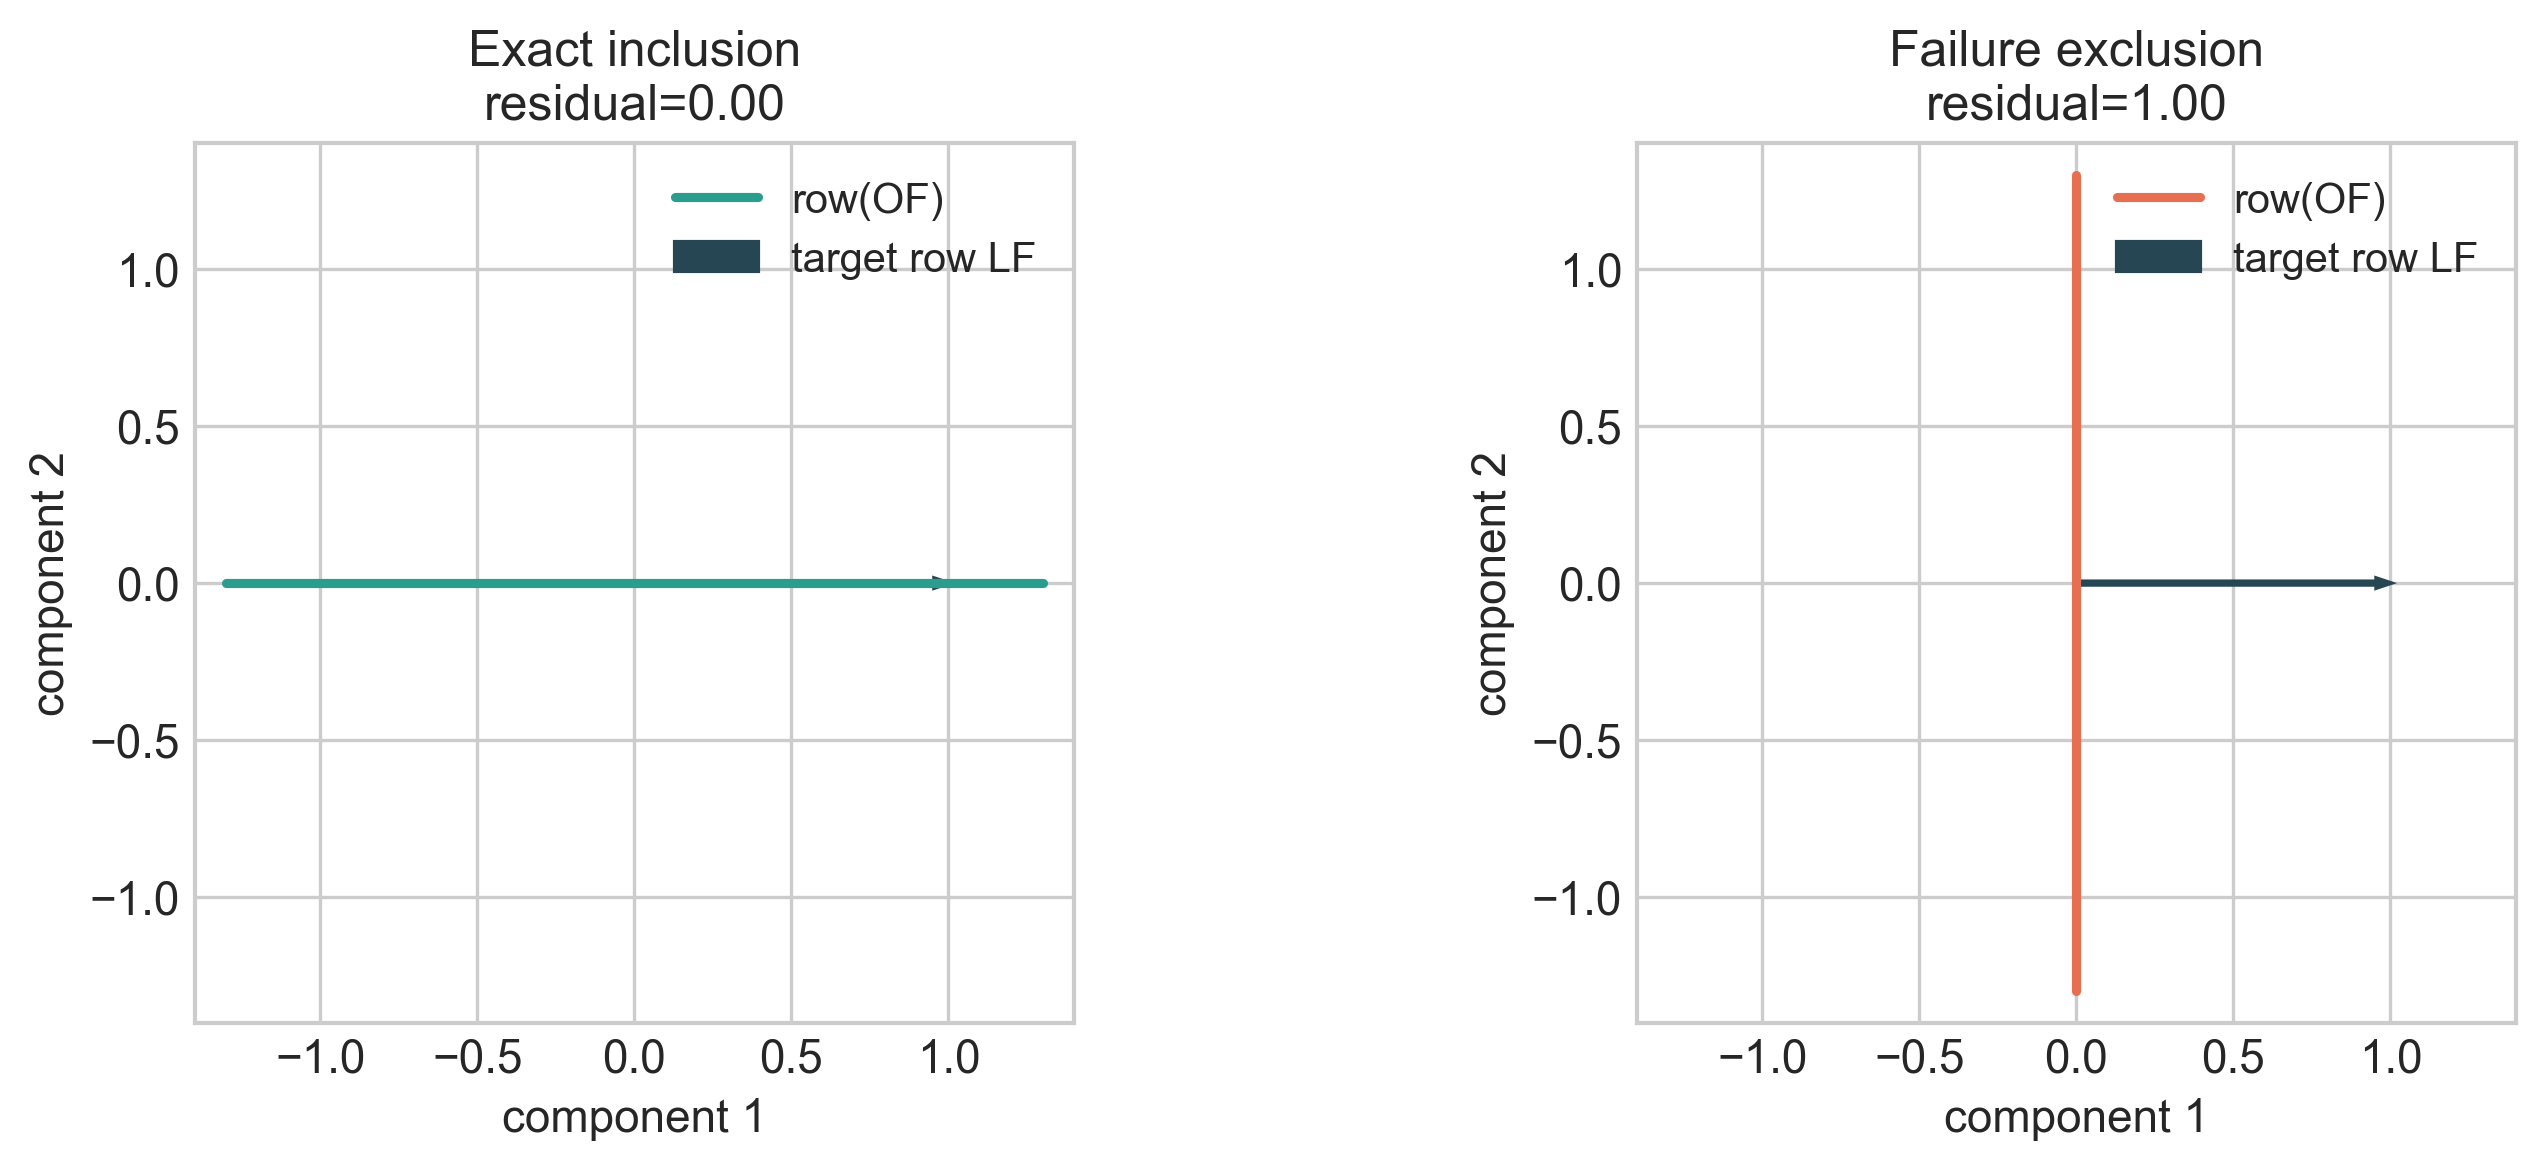 Exact inclusion
residual=0.00
row(OF)
target row LF
1.0
0.5
0.0
−0.5
−1.0
component 2
−1.0
−0.5
0.0
0.5
1.0
component 1
Failure exclusion
residual=1.00
row(OF)
target row LF
1.0
0.5
0.0
−0.5
−1.0
component 2
−1.0
−0.5
0.0
0.5
1.0
component 1